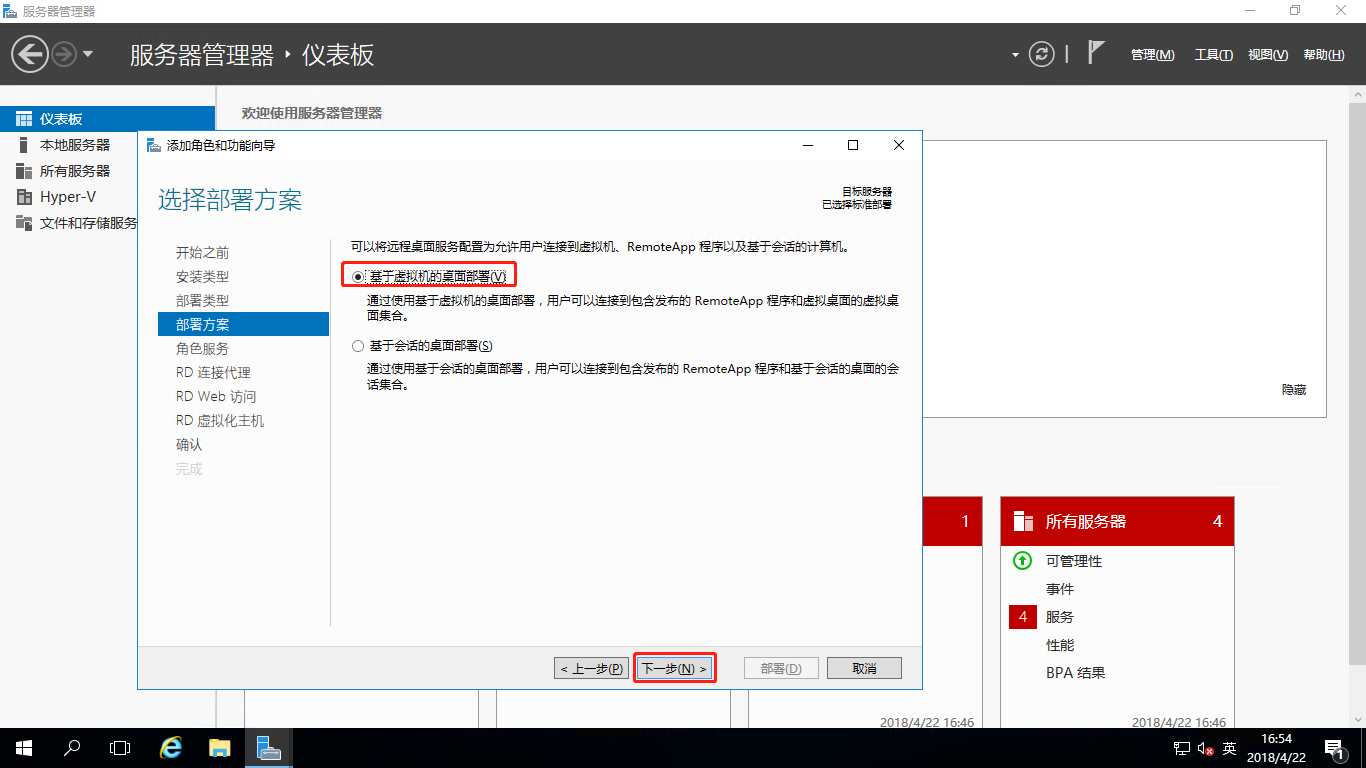 服务器管理器
服务器管理器 · 仪表板
管理(M) 工具(T) 视图(V) 帮助(H)
仪表板
本地服务器
所有服务器
Hyper-V
文件和存储服务
欢迎使用服务器管理器
添加角色和功能向导
选择部署方案
目标服务器
已选择标准部署
开始之前
安装类型
部署类型
部署方案
角色服务
RD 连接代理
RD Web 访问
RD 虚拟化主机
确认
完成
可以将远程桌面服务配置为允许用户连接到虚拟机、RemoteApp 程序以及基于会话的计算机。
基于虚拟机的桌面部署(V)
通过使用基于虚拟机的桌面部署，用户可以连接到包含发布的 RemoteApp 程序和虚拟桌面的虚拟桌
面集合。
基于会话的桌面部署(S)
通过使用基于会话的桌面部署，用户可以连接到包含发布的 RemoteApp 程序和基于会话的桌面的会
话集合。
< 上一步(P) 下一步(N) > 部署(D) 取消
隐藏
1
所有服务器 4
可管理性
事件
4 服务
性能
BPA 结果
2018/4/22 16:46
2018/4/22 16:46
英
16:54
2018/4/22
1